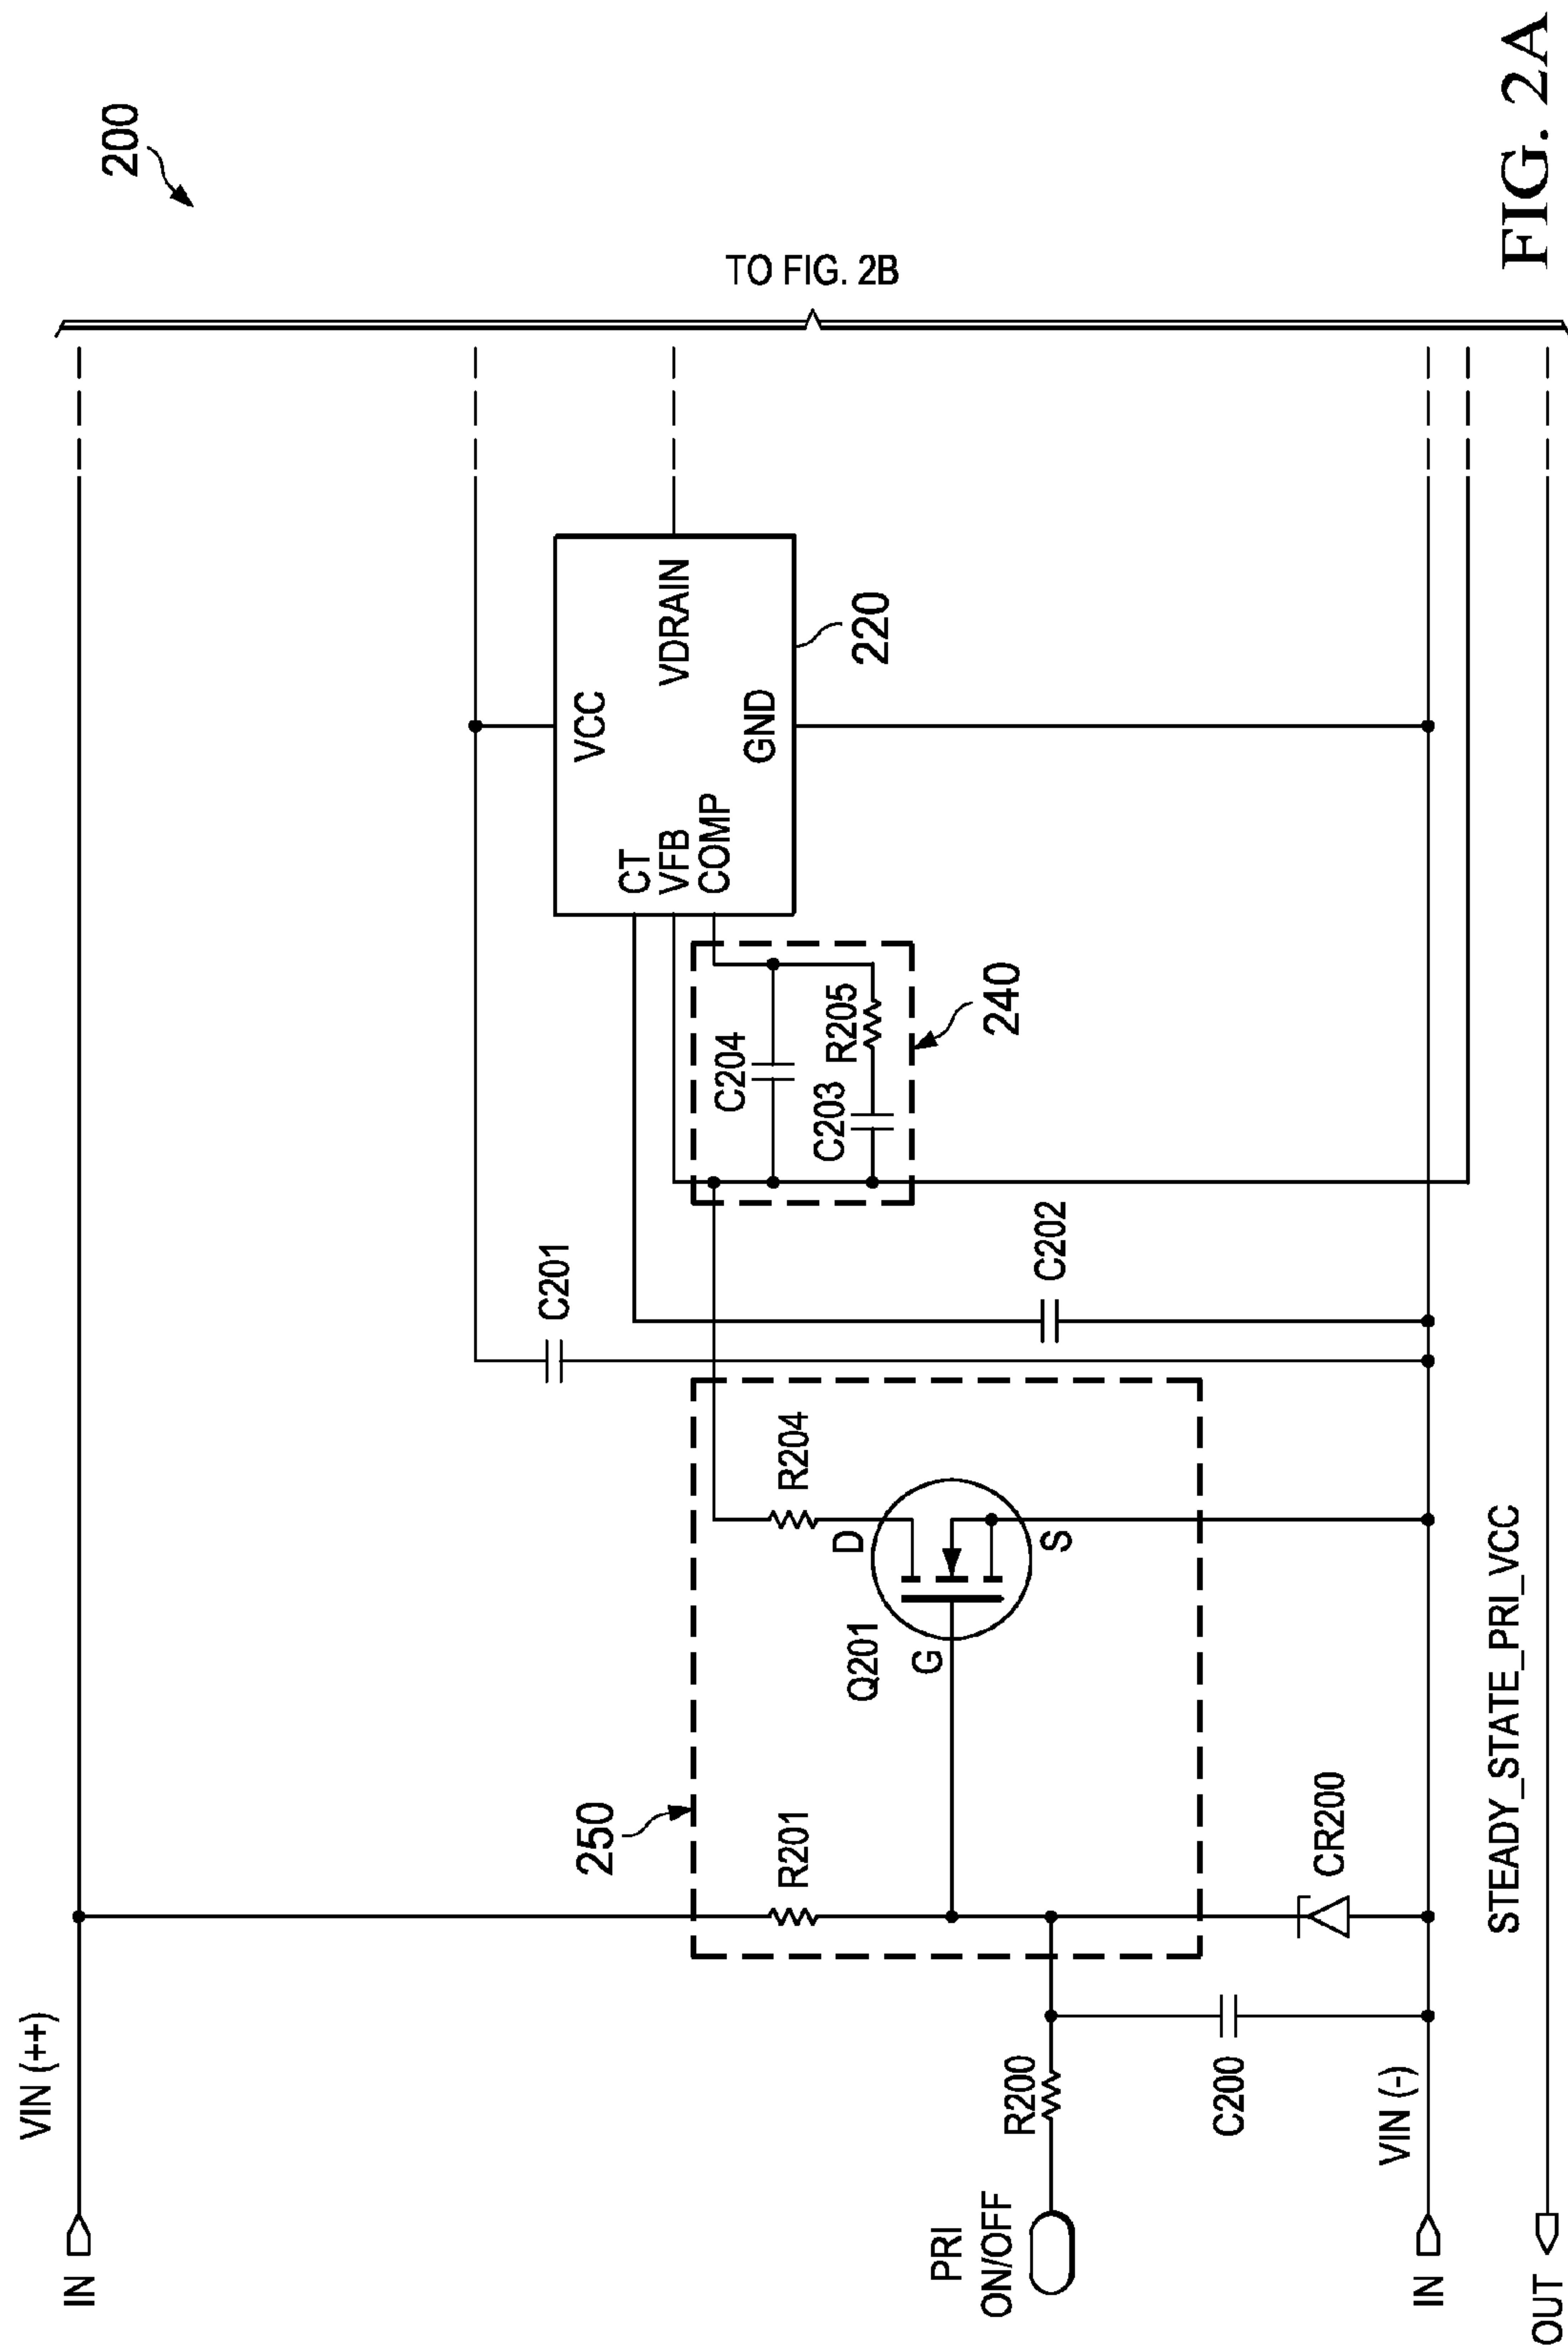 200
IN
VIN (++)
TO FIG. 2B
C201
VCC
CT
VFB
COMP
VDRAIN
GND
220
250
R201
R204
C204
C203
R205
240
Q201
D
G
S
C202
PRI
ON/OFF
R200
C200
CR200
IN
VIN (-)
STEADY_STATE_PRI_VCC
OUT
FIG. 2A